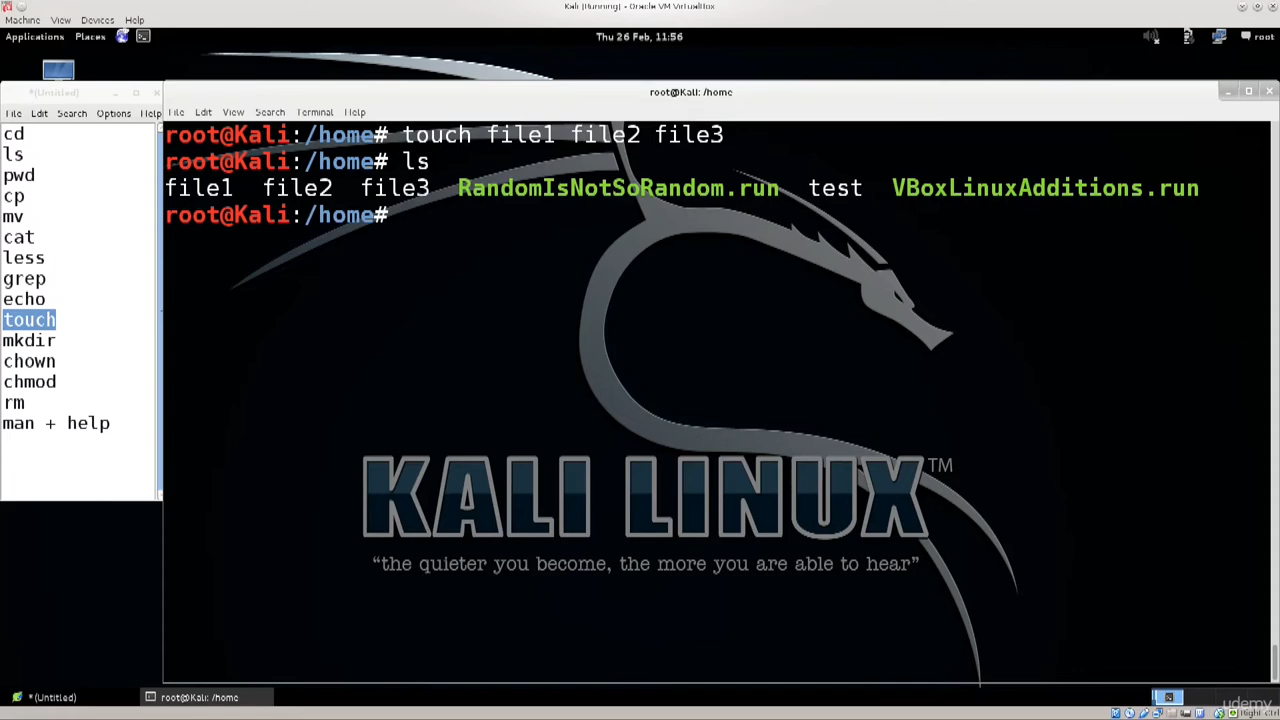 Kali [Running] - Oracle VM VirtualBox
Machine View Devices Help
Applications Places
Thu 26 Feb, 11:56
root
*(Untitled)
File Edit Search Options Help
cd
ls
pwd
cp
mv
cat
less
grep
echo
touch
mkdir
chown
chmod
rm
man + help
root@Kali: /home
File Edit View Search Terminal Help
root@Kali:/home# touch file1 file2 file3
root@Kali:/home# ls
file1 file2 file3 RandomIsNotSoRandom.run test VBoxLinuxAdditions.run
root@Kali:/home#
KALI LINUX™
“the quieter you become, the more you are able to hear”
*(Untitled)
root@Kali: /home
udemy
Right Ctrl